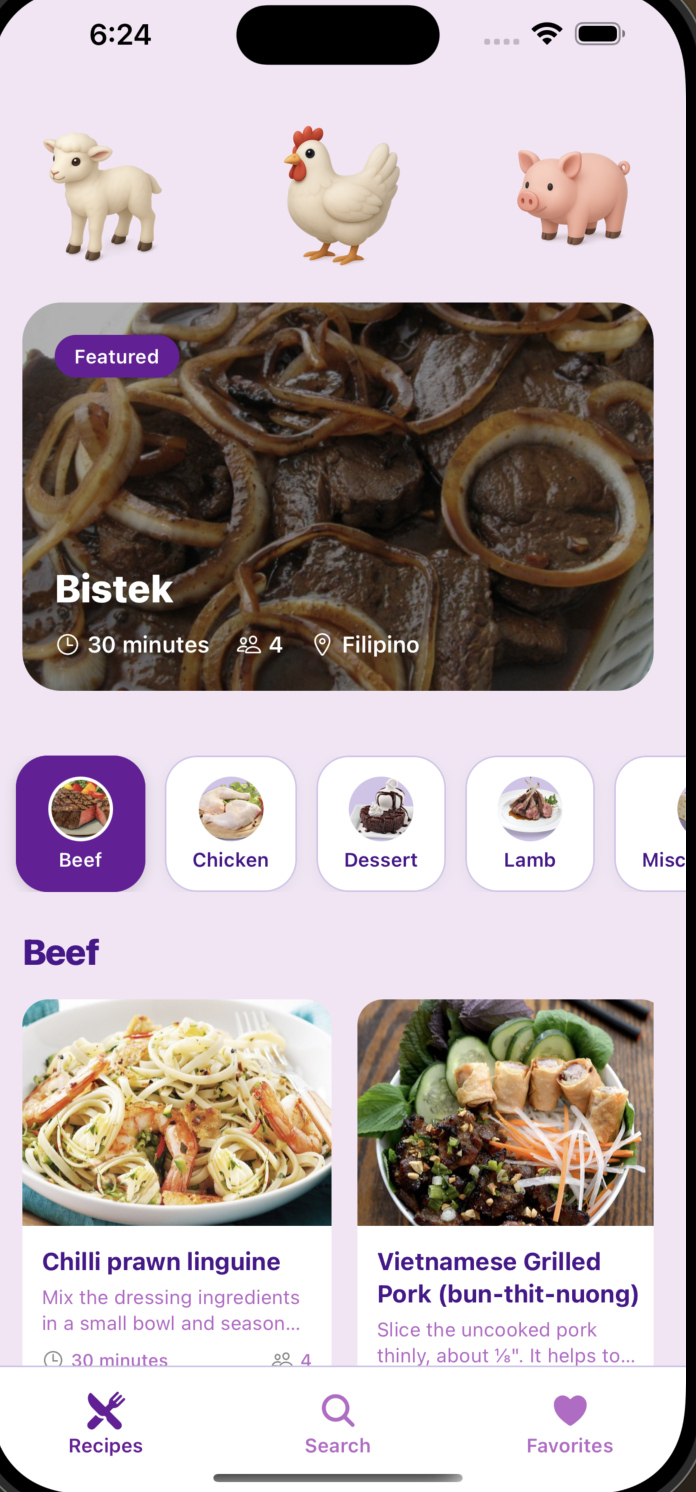 6:24
Featured
Bistek
30 minutes 4 Filipino
Beef Chicken Dessert Lamb Misc
Beef
Chilli prawn linguine
Mix the dressing ingredients
in a small bowl and season...
30 minutes 4
Vietnamese Grilled
Pork (bun-thit-nuong)
Slice the uncooked pork
thinly, about ⅛". It helps to...
Recipes Search Favorites